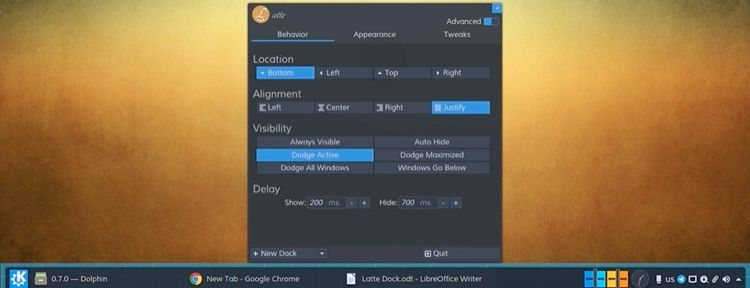 atte
Advanced
Behavior Appearance Tweaks
Location
Bottom Left Top Right
Alignment
Left Center Right Justify
Visibility
Always Visible Auto Hide
Dodge Active Dodge Maximized
Dodge All Windows Windows Go Below
Delay
Show: 200 ms. - + Hide: 700 ms. - +
+ New Dock Quit
0.7.0 — Dolphin New Tab - Google Chrome Latte Dock.odt - LibreOffice Writer us